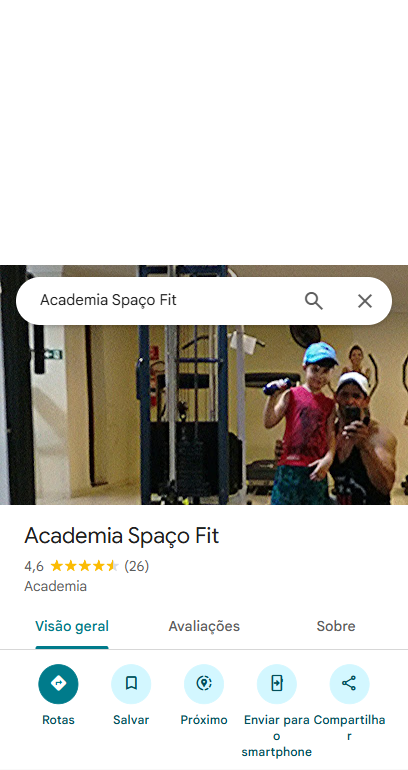 Academia Spaço Fit
Academia Spaço Fit
4,6 (26)
Academia
Visão geral Avaliações Sobre
Rotas Salvar Próximo Enviar para o smartphone Compartilhar